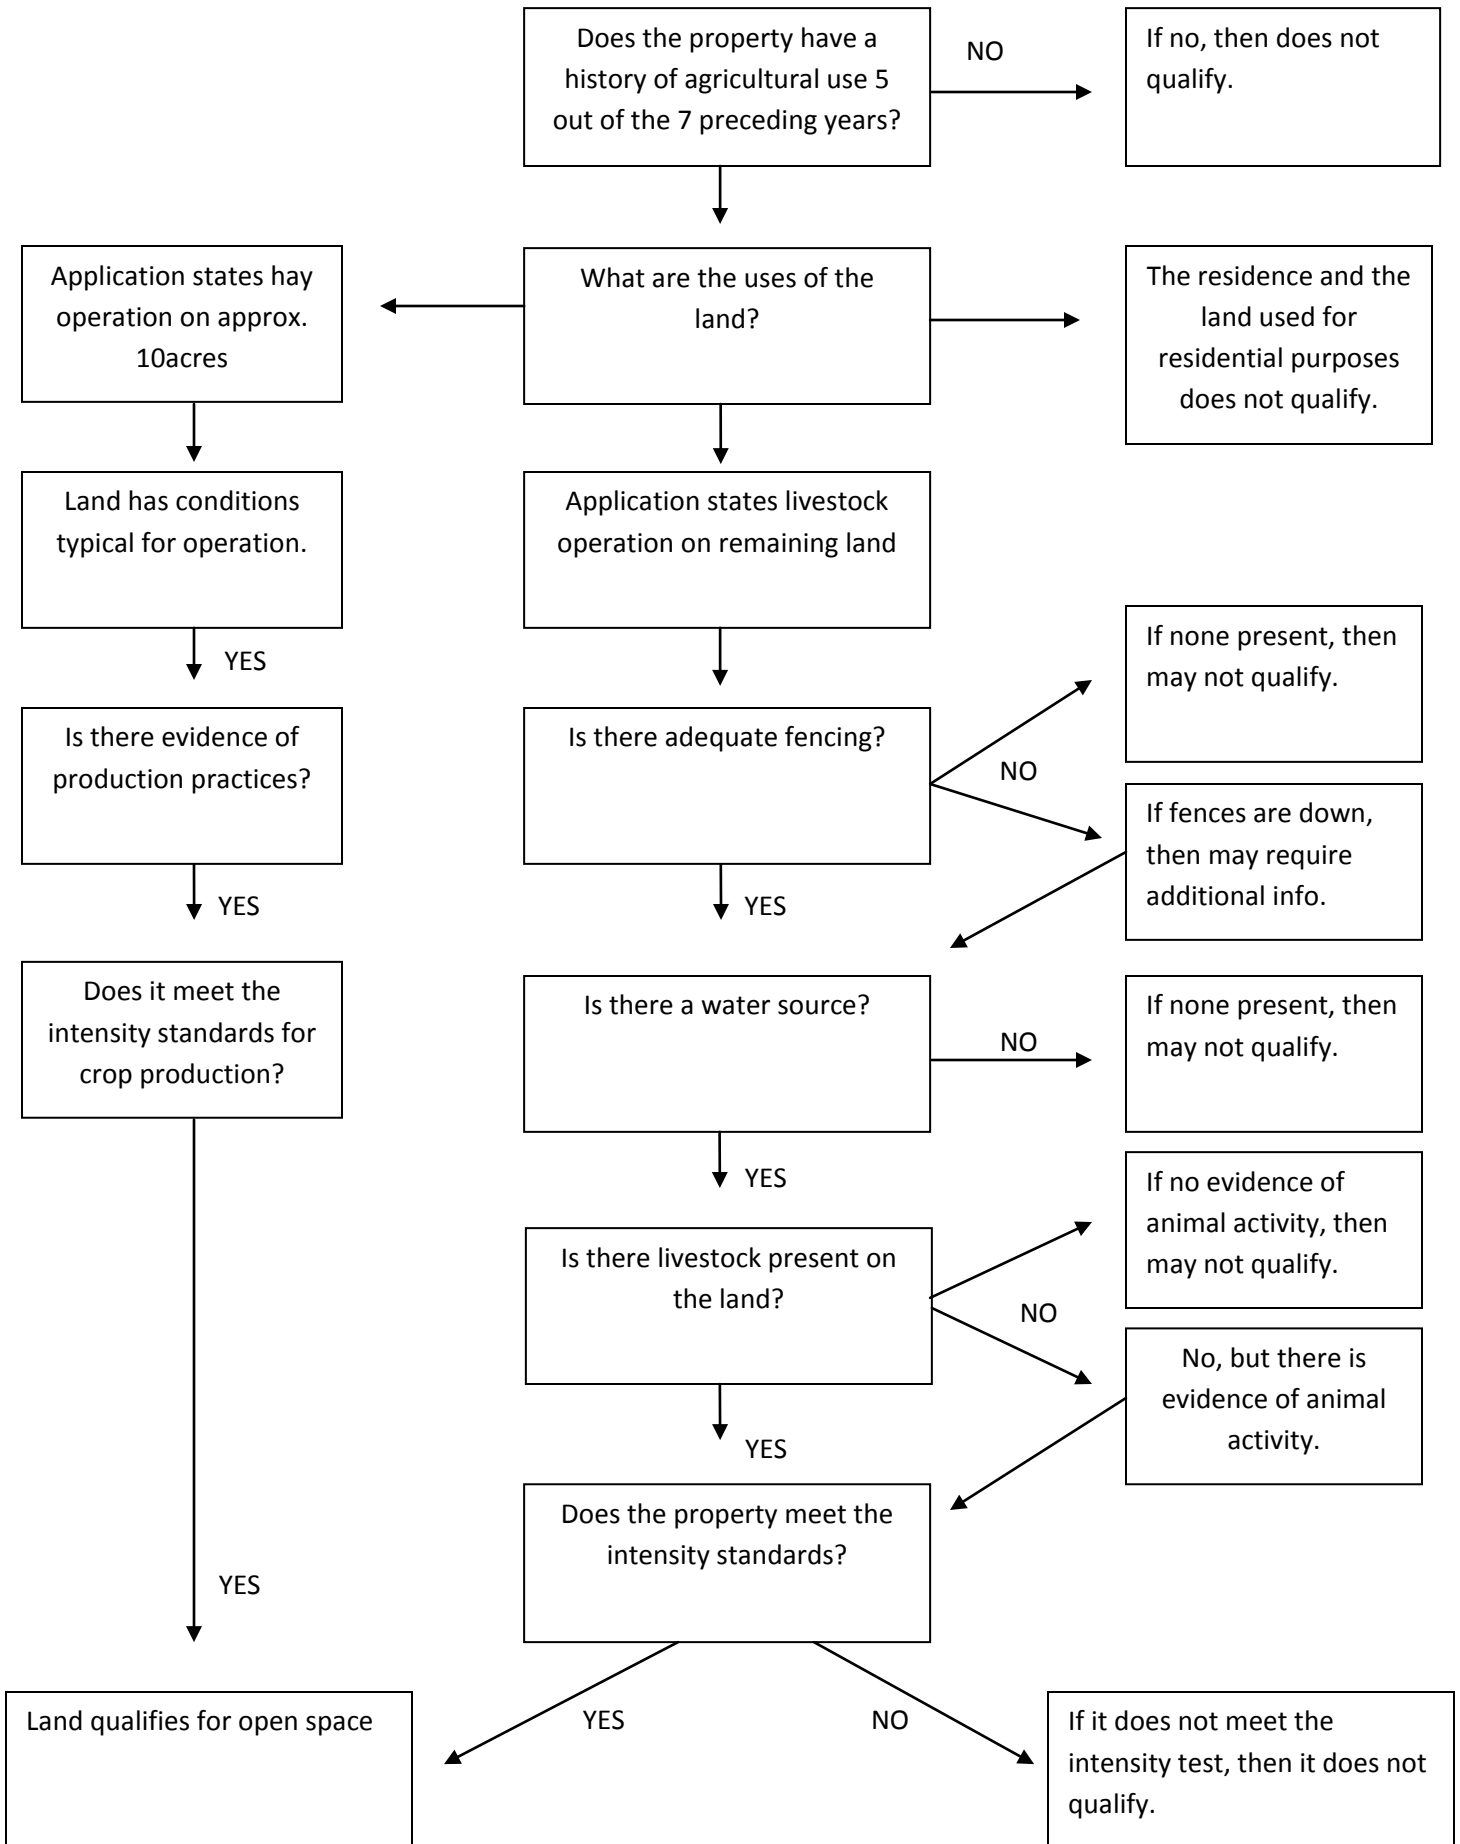 Does the property have a
history of agricultural use 5
out of the 7 preceding years?
NO
If no, then does not
qualify.
Application states hay
operation on approx.
10acres
What are the uses of the
land?
The residence and the
land used for
residential purposes
does not qualify.
Land has conditions
typical for operation.
Application states livestock
operation on remaining land
YES
If none present, then
may not qualify.
Is there evidence of
production practices?
Is there adequate fencing?
NO
If fences are down,
then may require
additional info.
YES
YES
Does it meet the
intensity standards for
crop production?
Is there a water source?
NO
If none present, then
may not qualify.
YES
If no evidence of
animal activity, then
may not qualify.
Is there livestock present on
the land?
NO
No, but there is
evidence of animal
activity.
YES
Does the property meet the
intensity standards?
YES
YES
NO
Land qualifies for open space
If it does not meet the
intensity test, then it does not
qualify.